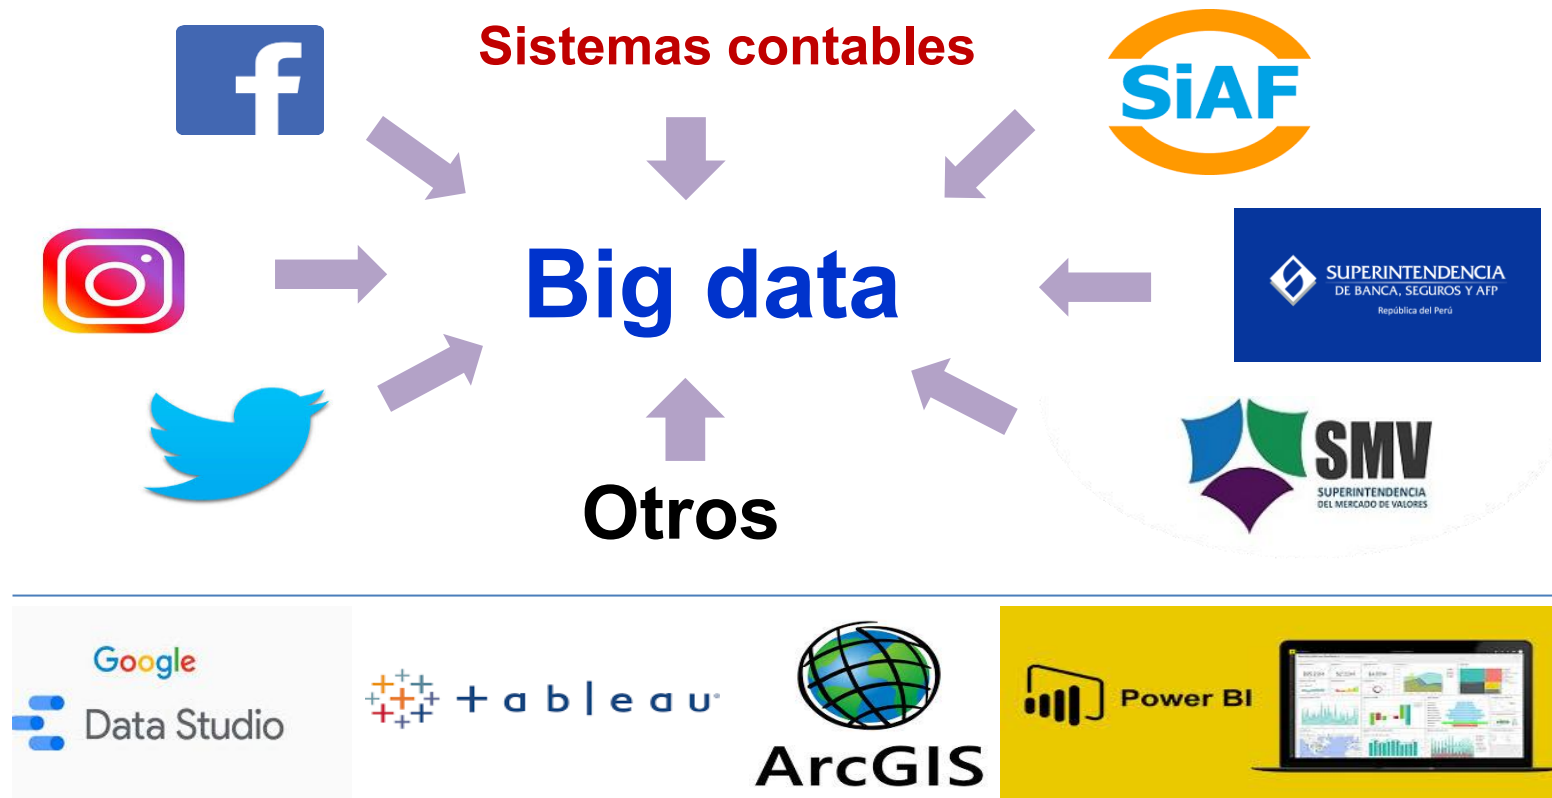 Sistemas contables
SiAF
Big data
SUPERINTENDENCIA
DE BANCA, SEGUROS Y AFP
República del Perú
SMV
SUPERINTENDENCIA
DEL MERCADO DE VALORES
Otros
Google
Data Studio
+ableau
ArcGIS
Power BI